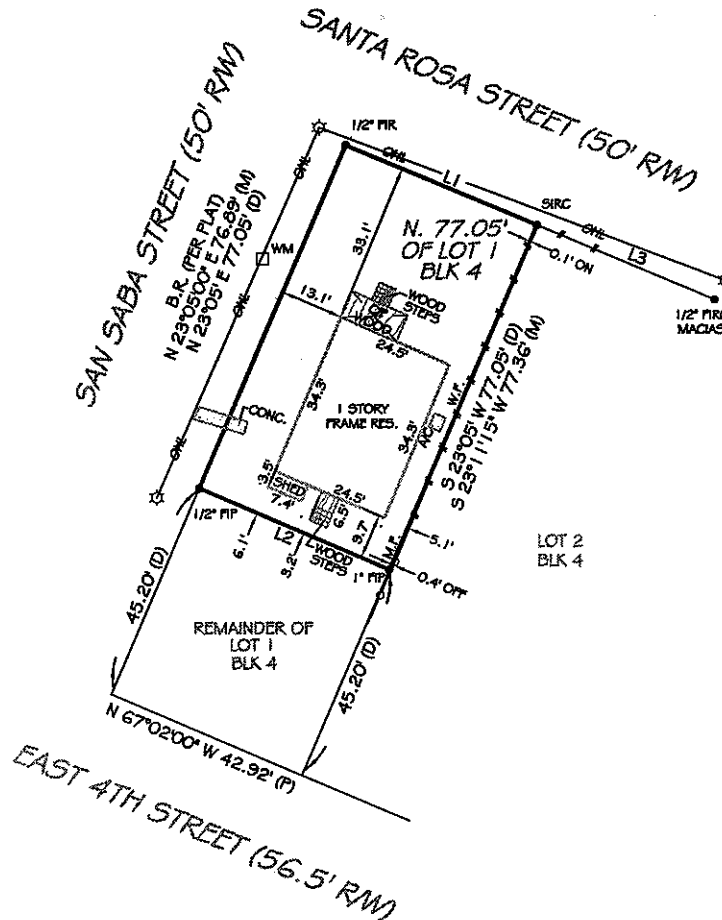 SANTA ROSA STREET (50' R/W)
SAN SABA STREET (50' R/W)
1/2" FIR
OHL
L1
OHL
SIRC
OHL
L3
1/2" FIR
MACIAS
B.R. (PER PLAT)
N 23°05'00" E 76.89' (M)
N 23°05' E 77.05' (D)
WM
OHL
OHL
33.1'
N. 77.05'
OF LOT 1
BLK 4
0.1' ON
13.1'
WOOD
STEPS
WOOD
24.5'
34.3'
1 STORY
FRAME RES.
34.3'
A/C
W.F.
S 23°05' W 77.05' (D)
S 23°11'15" W 77.36' (M)
CONC.
3.5'
SHED
7.4'
24.5'
6.5'
9.7'
1/2" FIP
6.1'
L2
3.2'
WOOD
STEPS
1" FIP
M.F.
5.1'
0.4' OFF
LOT 2
BLK 4
45.20' (D)
REMAINDER OF
LOT 1
BLK 4
45.20' (D)
N 67°02'00" W 42.92' (P)
EAST 4TH STREET (56.5' R/W)